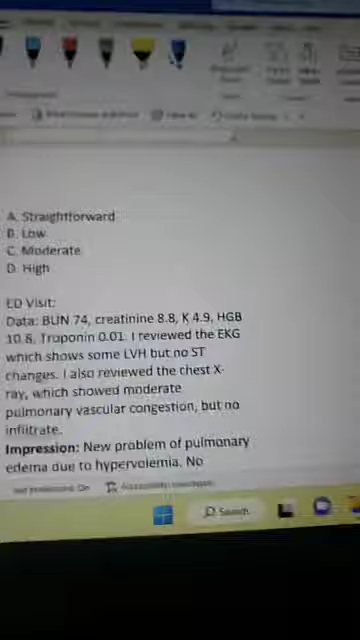 A. Straightforward
B. Low
C. Moderate
D. High
ED Visit:
Data: BUN 74, creatinine 8.8, K 4.9, HGB
10.8, Troponin 0.01. I reviewed the EKG
which shows some LVH but no ST
changes. I also reviewed the chest X-
ray, which showed moderate
pulmonary vascular congestion, but no
infiltrate.
Impression: New problem of pulmonary
edema due to hypervolemia. No
Search